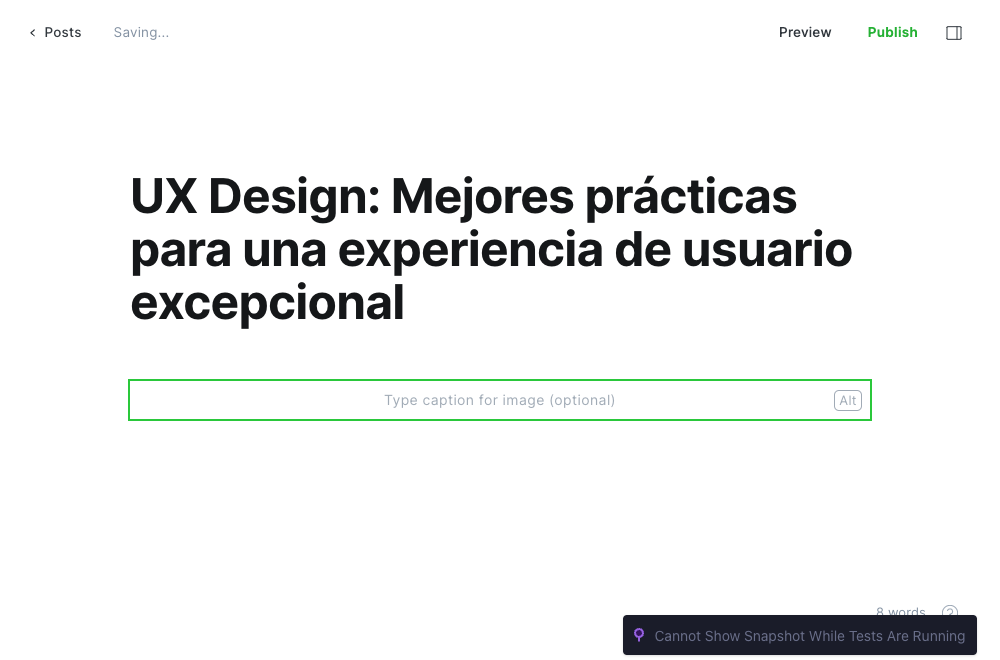 Posts Saving... Preview Publish
UX Design: Mejores prácticas
para una experiencia de usuario
excepcional
Type caption for image (optional) Alt
8 words ?
Cannot Show Snapshot While Tests Are Running